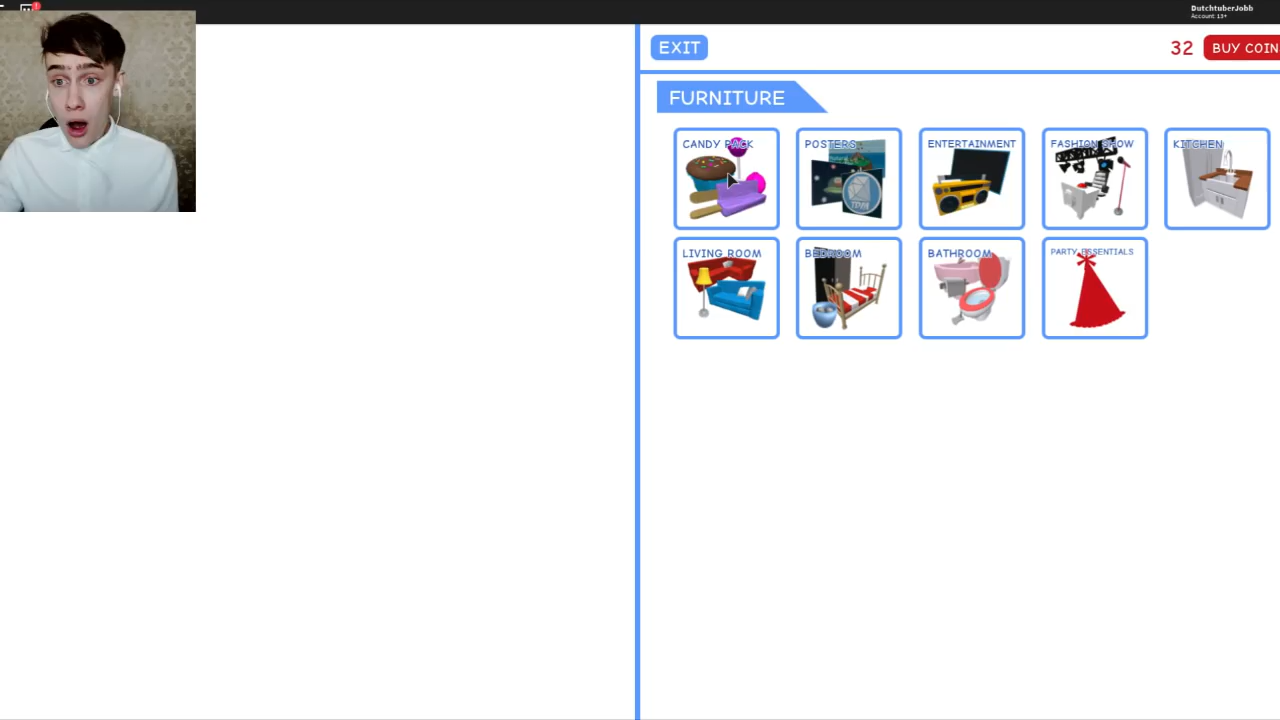 DutchtuberJobb
Account: 13+
EXIT
32
BUY COIN
FURNITURE
CANDY PACK
POSTERS
ENTERTAINMENT
FASHION SHOW
KITCHEN
LIVING ROOM
BEDROOM
BATHROOM
PARTY ESSENTIALS